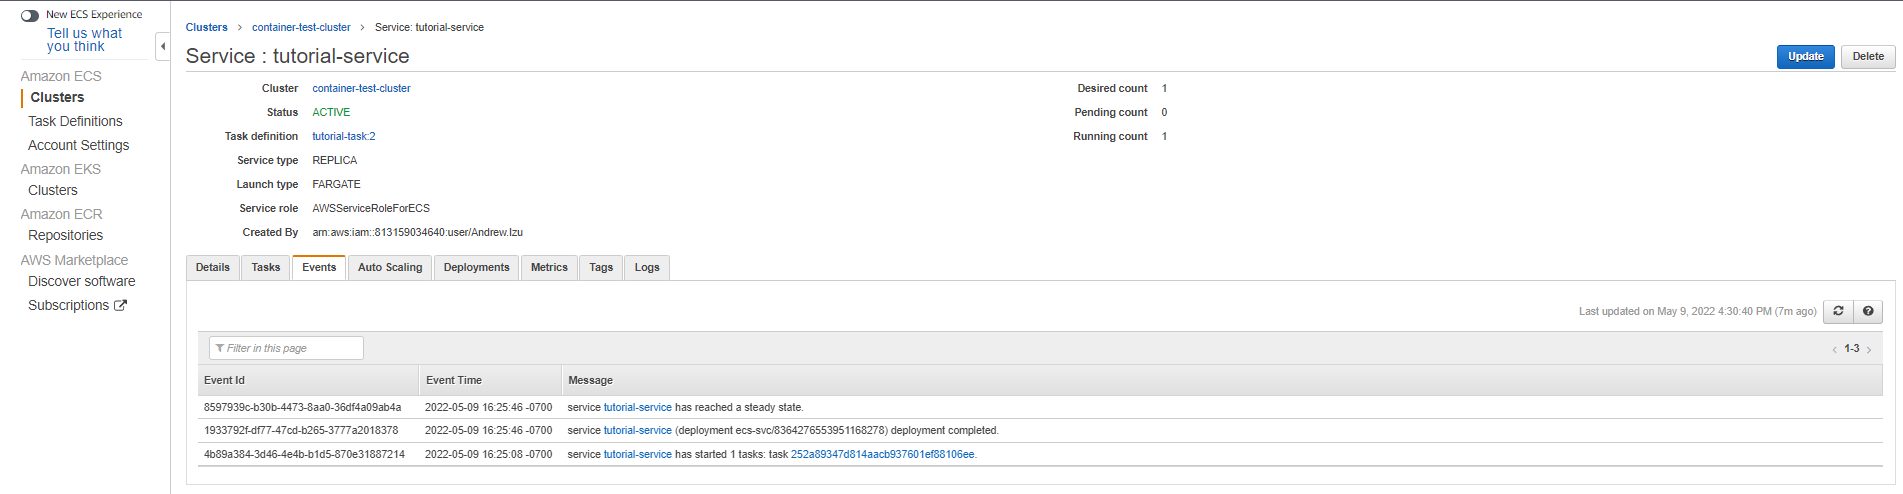 New ECS Experience
Tell us what
you think
Amazon ECS
Clusters
Task Definitions
Account Settings
Amazon EKS
Clusters
Amazon ECR
Repositories
AWS Marketplace
Discover software
Subscriptions
Clusters > container-test-cluster > Service: tutorial-service
Service : tutorial-service
Update Delete
Cluster container-test-cluster
Status ACTIVE
Task definition tutorial-task:2
Service type REPLICA
Launch type FARGATE
Service role AWSServiceRoleForECS
Created By arn:aws:iam::813159034640:user/Andrew.Izu
Desired count 1
Pending count 0
Running count 1
Details Tasks Events Auto Scaling Deployments Metrics Tags Logs
Last updated on May 9, 2022 4:30:40 PM (7m ago)
Filter in this page
< 1-3 >
Event Id Event Time Message
8597939c-b30b-4473-8aa0-36df4a09ab4a 2022-05-09 16:25:46 -0700 service tutorial-service has reached a steady state.
1933792f-df77-47cd-b265-3777a2018378 2022-05-09 16:25:46 -0700 service tutorial-service (deployment ecs-svc/8364276553951168278) deployment completed.
4b89a384-3d46-4e4b-b1d5-870e31887214 2022-05-09 16:25:08 -0700 service tutorial-service has started 1 tasks: task 252a89347d814aacb937601ef88106ee.